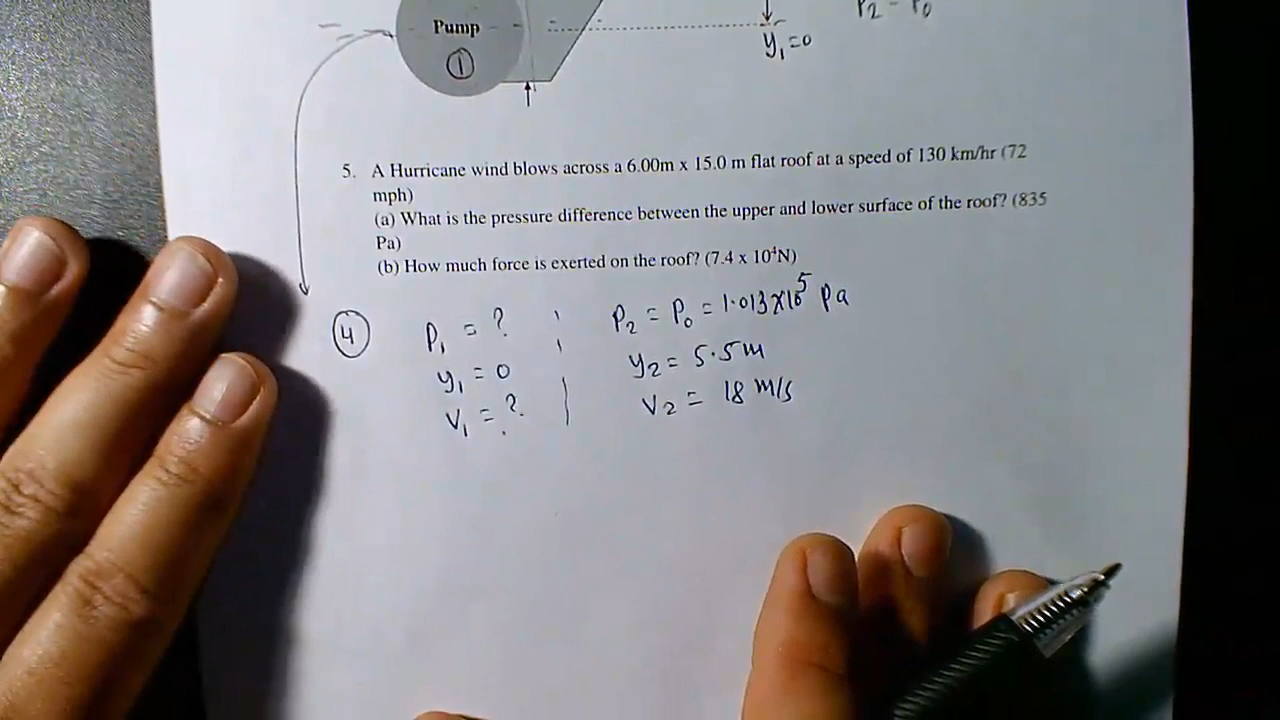 Pump
①
P₂ = P₀
y₁ = 0
5. A Hurricane wind blows across a 6.00m x 15.0 m flat roof at a speed of 130 km/hr (72
mph)
(a) What is the pressure difference between the upper and lower surface of the roof? (835
Pa)
(b) How much force is exerted on the roof? (7.4 x 10⁴N)
④ P₁ = ? P₂ = P₀ = 1.013x10⁵ Pa
y₁ = 0 y₂ = 5.5m
V₁ = ? V₂ = 18 m/s